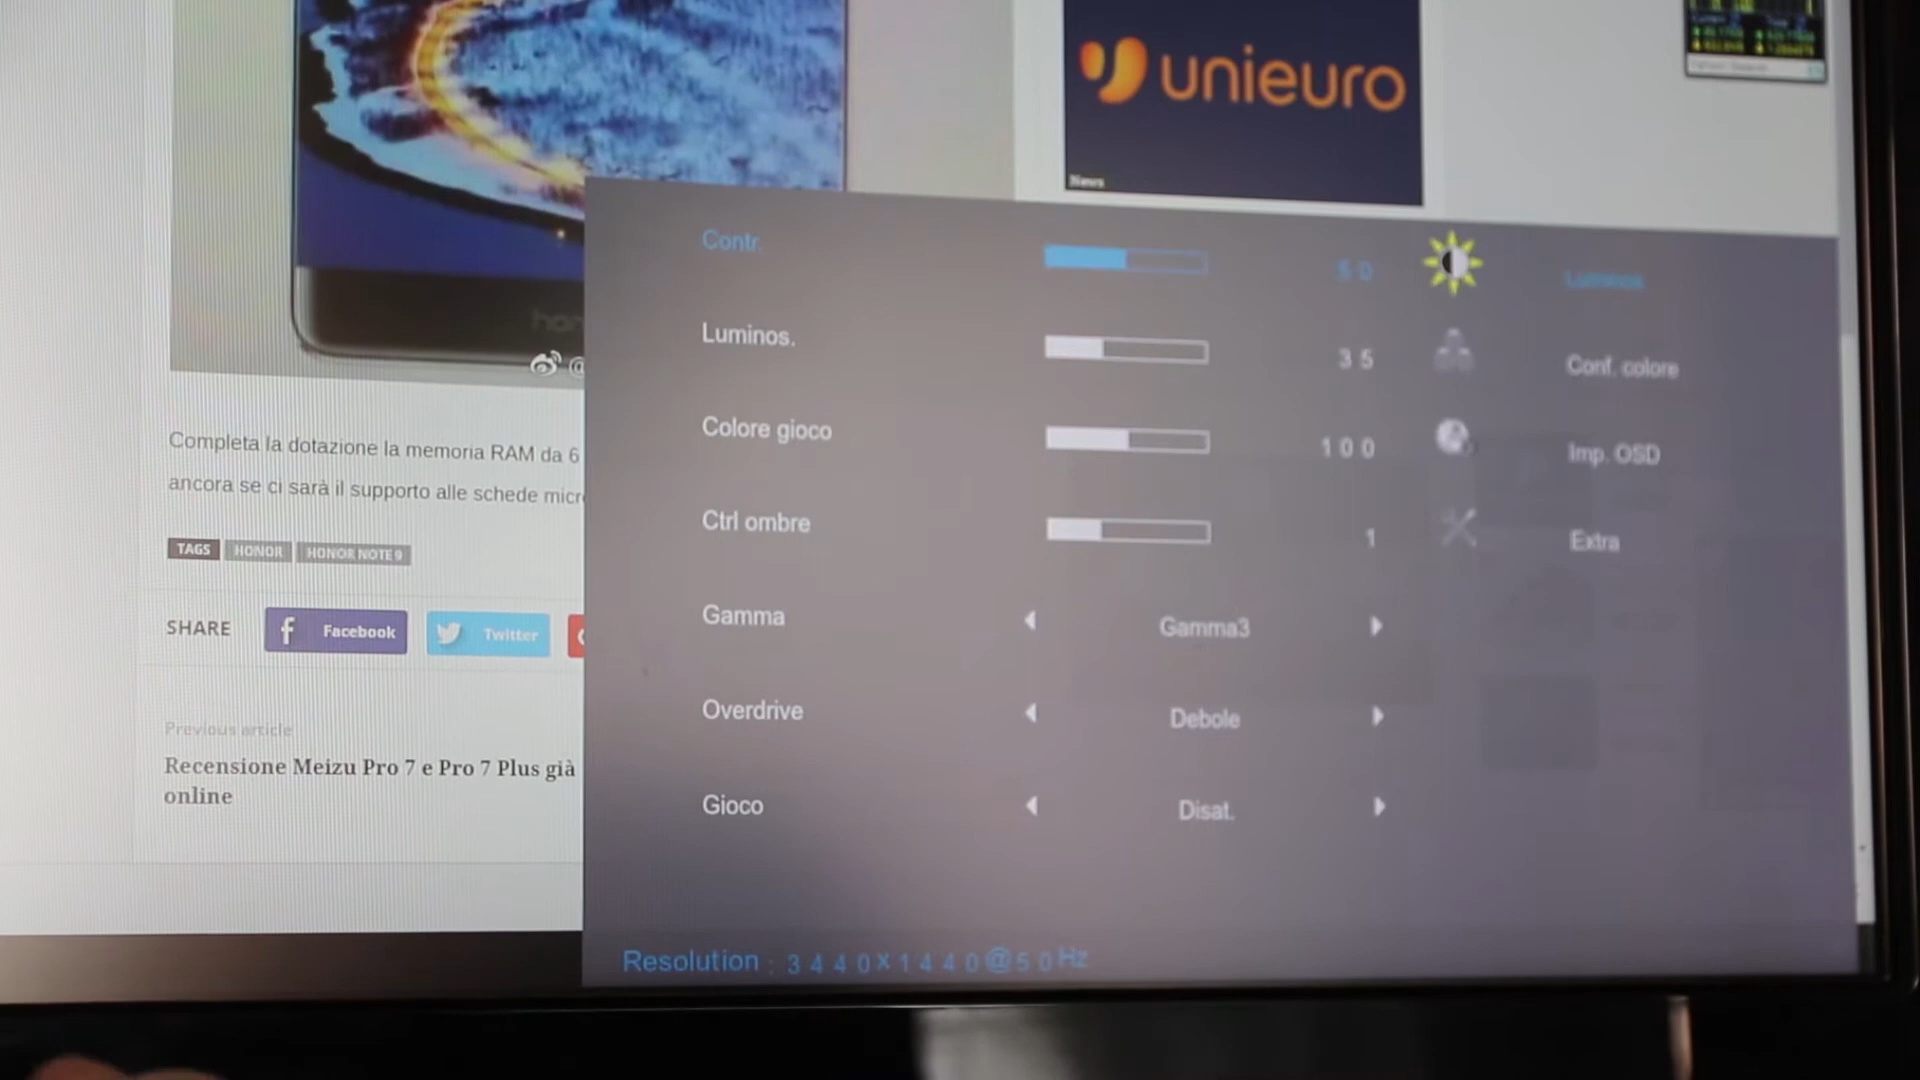 unieuro
News
Contr.
50
Luminos.
Luminos.
35
Conf. colore
Colore gioco
100
Imp. OSD
Ctrl ombre
1
Extra
Gamma
Gamma3
Overdrive
Debole
Gioco
Disat.
Resolution : 3440X1440@50Hz
@
Completa la dotazione la memoria RAM da 6
ancora se ci sarà il supporto alle schede micr
TAGS HONOR HONOR NOTE 9
SHARE Facebook Twitter
Previous article
Recensione Meizu Pro 7 e Pro 7 Plus già
online